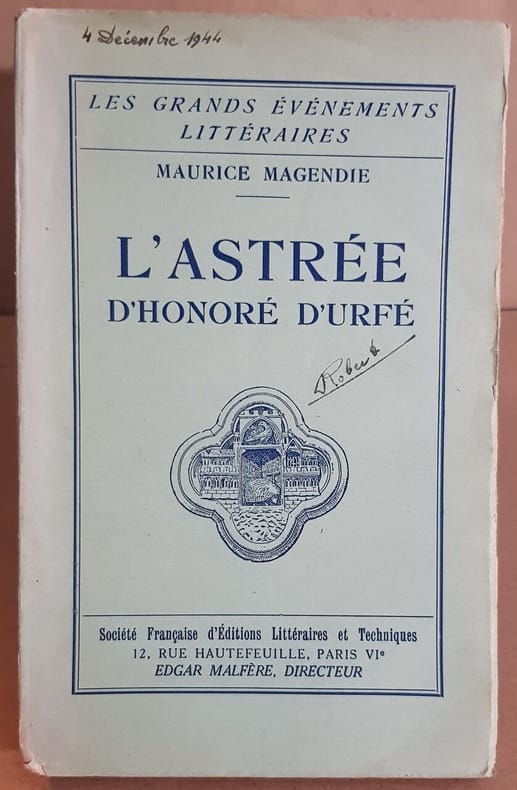 4 Décembre 1944
LES GRANDS ÉVÉNEMENTS
LITTÉRAIRES
MAURICE MAGENDIE
L'ASTRÉE
D'HONORÉ D'URFÉ
Robert
Société Française d'Éditions Littéraires et Techniques
12, RUE HAUTEFEUILLE, PARIS VIe
EDGAR MALFÈRE, DIRECTEUR